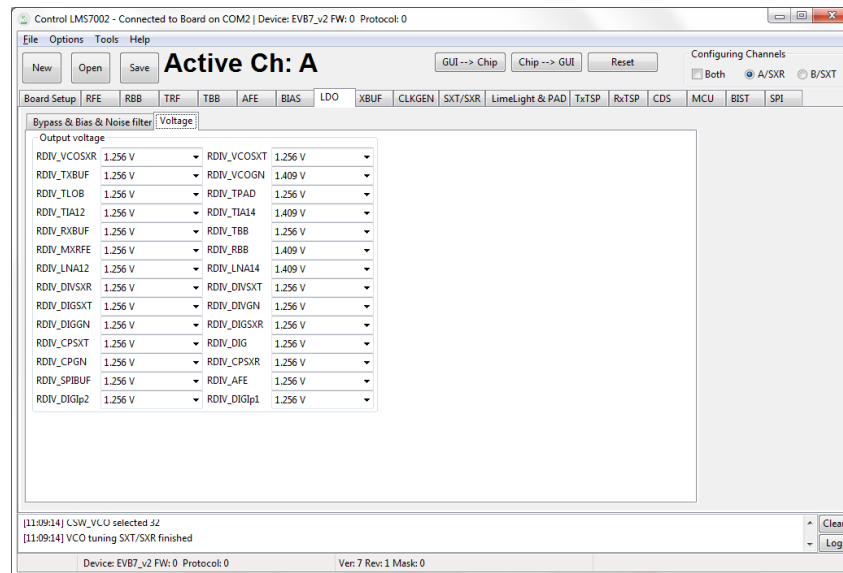 Control LMS7002 - Connected to Board on COM2 | Device: EVB7_v2 FW: 0 Protocol: 0
File Options Tools Help
New Open Save Active Ch: A GUI --> Chip Chip --> GUI Reset Configuring Channels
Both A/SXR B/SXT
Board Setup RFE RBB TRF TBB AFE BIAS LDO XBUF CLKGEN SXT/SXR LimeLight & PAD TxTSP RxTSP CDS MCU BIST SPI
Bypass & Bias & Noise filter Voltage
Output voltage
RDIV_VCOSXR 1.256 V RDIV_VCOSXT 1.256 V
RDIV_TXBUF 1.256 V RDIV_VCOGN 1.409 V
RDIV_TLOB 1.256 V RDIV_TPAD 1.256 V
RDIV_TIA12 1.256 V RDIV_TIA14 1.409 V
RDIV_RXBUF 1.256 V RDIV_TBB 1.256 V
RDIV_MXRFE 1.256 V RDIV_RBB 1.409 V
RDIV_LNA12 1.256 V RDIV_LNA14 1.409 V
RDIV_DIVSXR 1.256 V RDIV_DIVSXT 1.256 V
RDIV_DIGSXT 1.256 V RDIV_DIVGN 1.256 V
RDIV_DIGGN 1.256 V RDIV_DIGSXR 1.256 V
RDIV_CPSXT 1.256 V RDIV_DIG 1.256 V
RDIV_CPGN 1.256 V RDIV_CPSXR 1.256 V
RDIV_SPIBUF 1.256 V RDIV_AFE 1.256 V
RDIV_DIGIp2 1.256 V RDIV_DIGIp1 1.256 V
[11:09:14] CSW_VCO selected 32
[11:09:14] VCO tuning SXT/SXR finished
Clear
Log
Device: EVB7_v2 FW: 0 Protocol: 0 Ver: 7 Rev: 1 Mask: 0